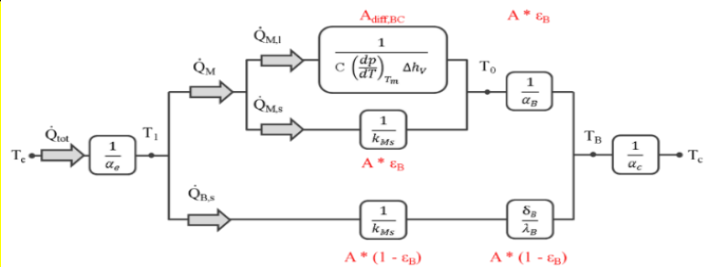 A_diff,BC
A * ε_B
Q̇_M,l
1
C (dp/dT)_T_m Δh_V
Q̇_M
T_0
1
α_B
Q̇_M,s
1
k_Ms
A * ε_B
Q̇_tot
T_e
1
α_e
T_1
T_B
1
α_c
T_c
Q̇_B,s
1
k_Ms
δ_B
λ_B
A * (1 - ε_B)
A * (1 - ε_B)